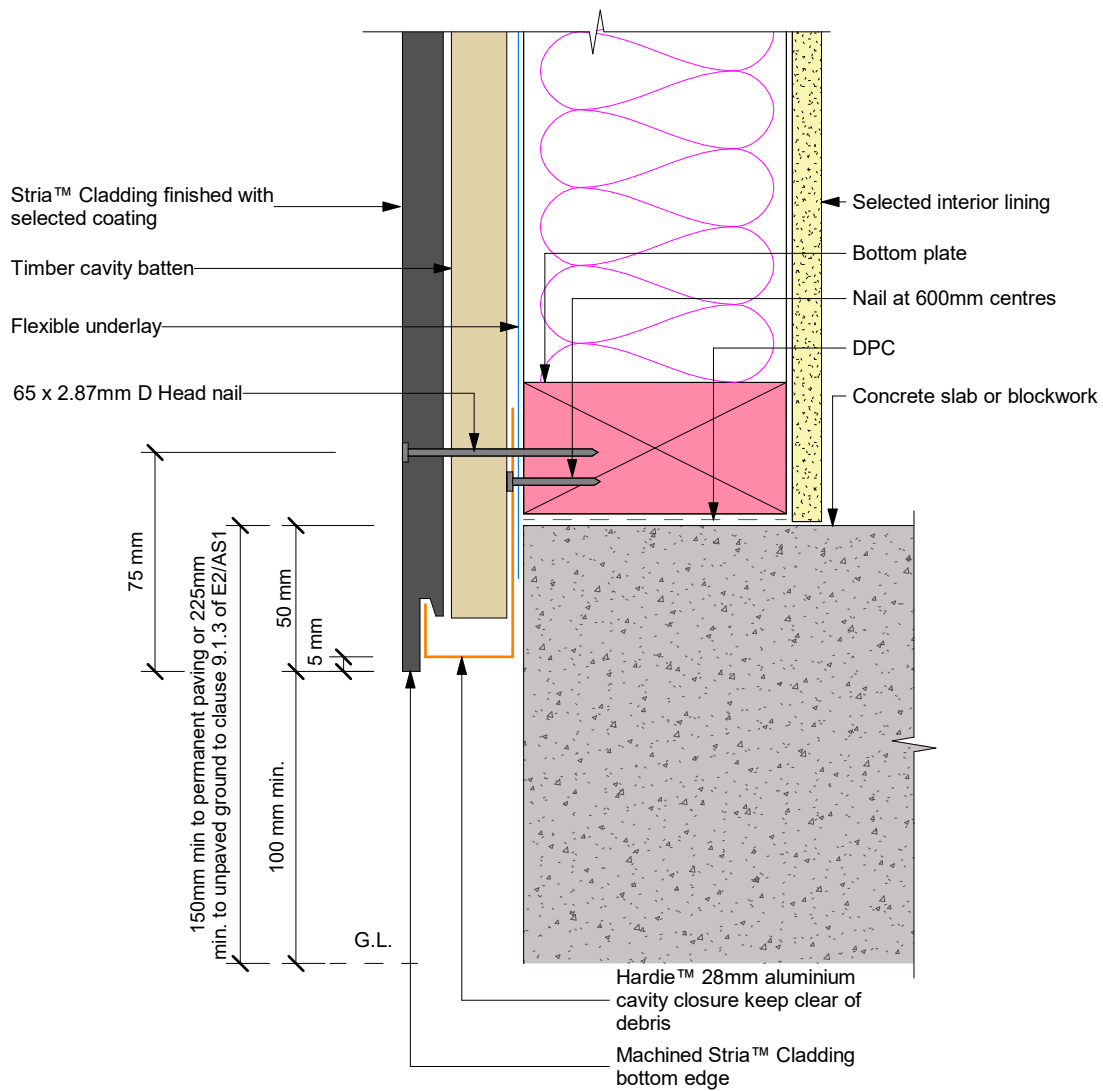 Stria™ Cladding finished with
selected coating
Timber cavity batten
Flexible underlay
65 x 2.87mm D Head nail
Selected interior lining
Bottom plate
Nail at 600mm centres
DPC
Concrete slab or blockwork
75 mm
150mm min to permanent paving or 225mm
min. to unpaved ground to clause 9.1.3 of E2/AS1
50 mm
5 mm
100 mm min.
G.L.
Hardie™ 28mm aluminium
cavity closure keep clear of
debris
Machined Stria™ Cladding
bottom edge